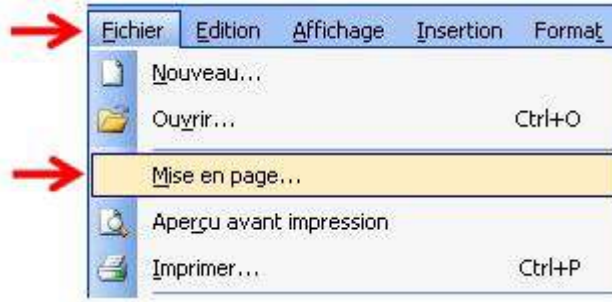 Fichier Edition Affichage Insertion Format
Nouveau...
Ouvrir... Ctrl+O
Mise en page...
Aperçu avant impression
Imprimer... Ctrl+P